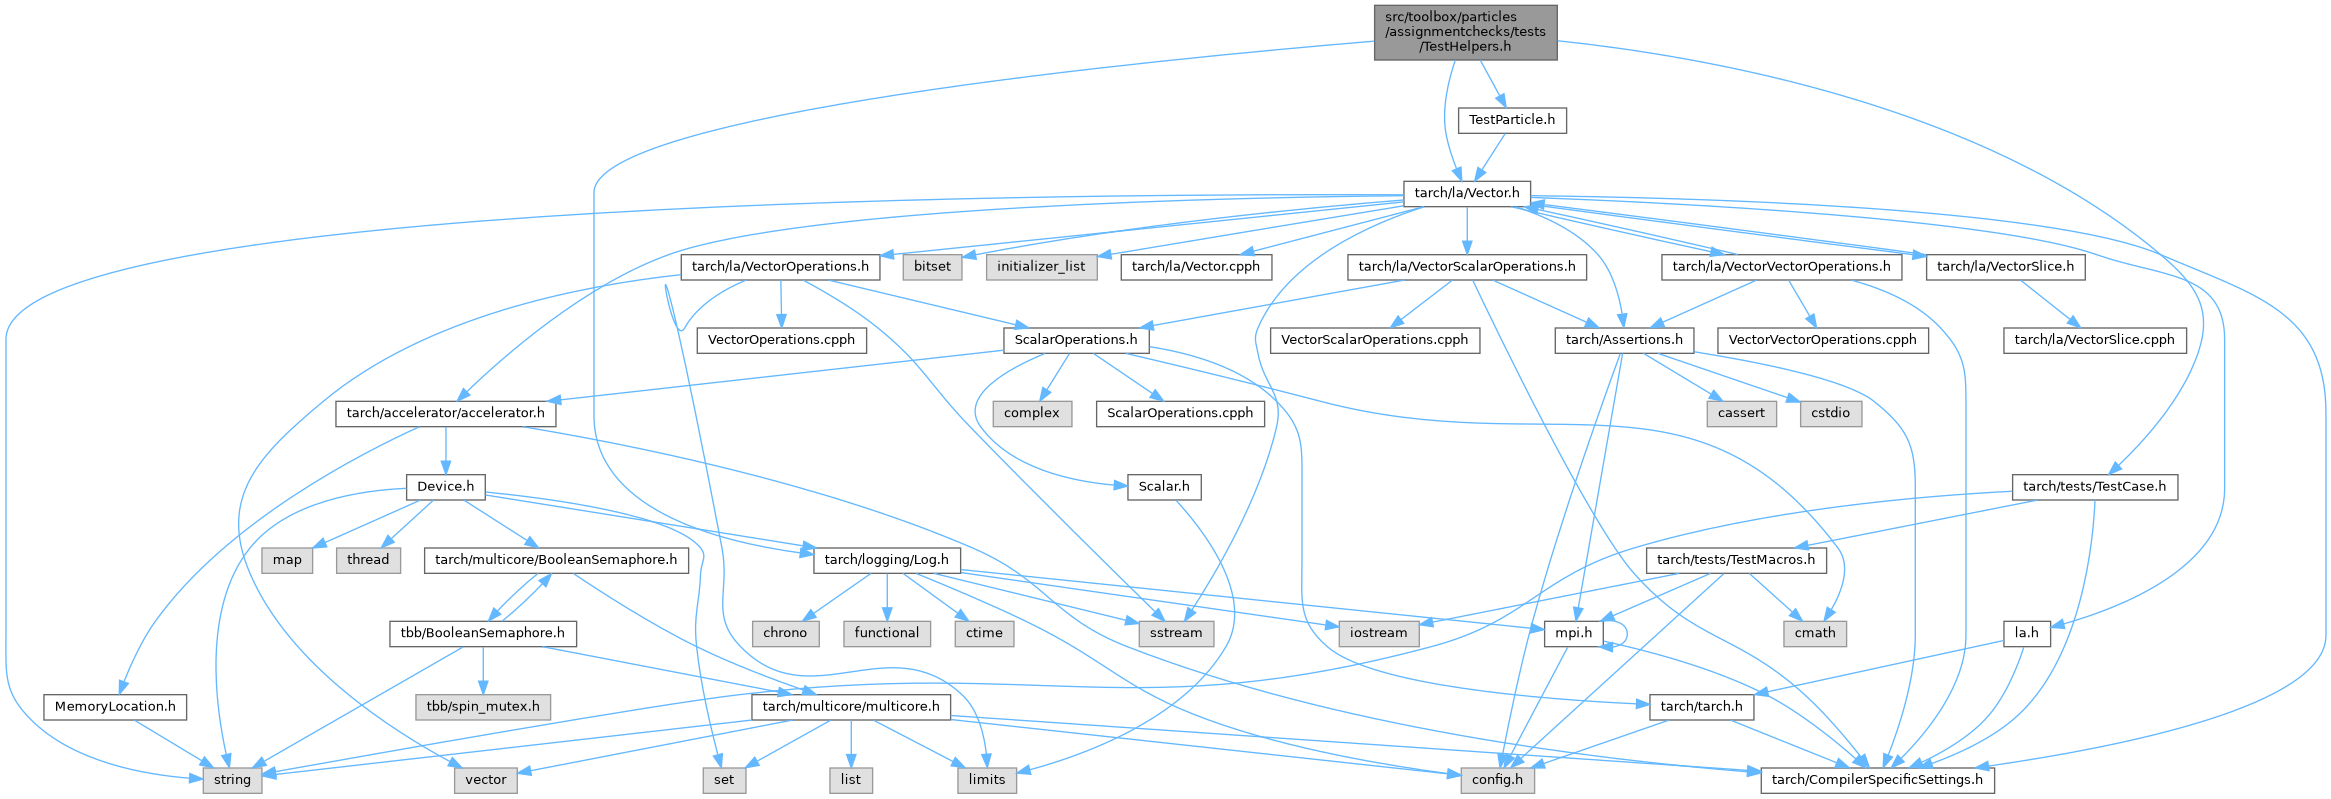 src/toolbox/particles
/assignmentchecks/tests
/TestHelpers.h
TestParticle.h
tarch/la/Vector.h
tarch/la/VectorOperations.h
bitset
initializer_list
tarch/la/Vector.cpph
tarch/la/VectorScalarOperations.h
tarch/la/VectorVectorOperations.h
tarch/la/VectorSlice.h
VectorOperations.cpph
ScalarOperations.h
VectorScalarOperations.cpph
tarch/Assertions.h
VectorVectorOperations.cpph
tarch/la/VectorSlice.cpph
tarch/accelerator/accelerator.h
complex
ScalarOperations.cpph
cassert
cstdio
Device.h
Scalar.h
tarch/tests/TestCase.h
map
thread
tarch/multicore/BooleanSemaphore.h
tarch/logging/Log.h
tarch/tests/TestMacros.h
tbb/BooleanSemaphore.h
chrono
functional
ctime
sstream
iostream
mpi.h
cmath
la.h
MemoryLocation.h
tbb/spin_mutex.h
tarch/multicore/multicore.h
tarch/tarch.h
string
vector
set
list
limits
config.h
tarch/CompilerSpecificSettings.h